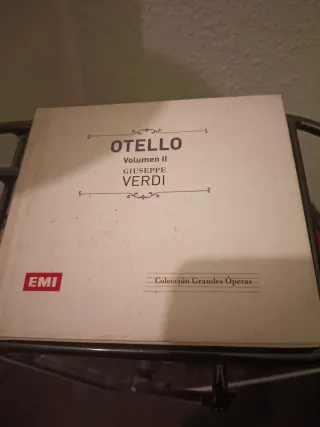 OTELLO
Volumen II
GIUSEPPE
VERDI
EMI
Colección Grandes Óperas